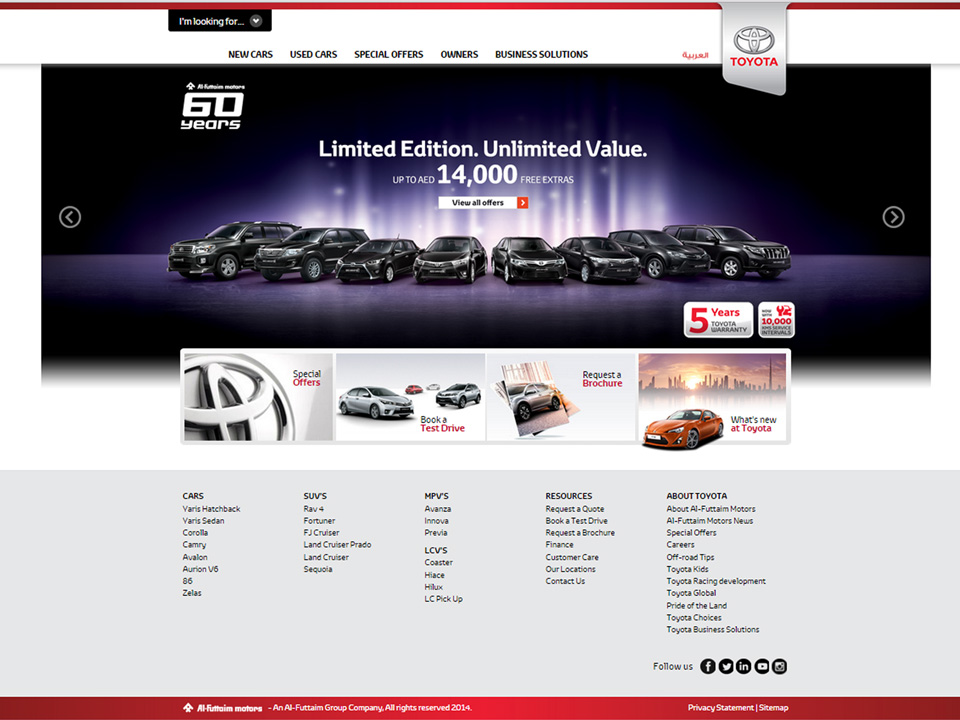 I'm looking for...
NEW CARS USED CARS SPECIAL OFFERS OWNERS BUSINESS SOLUTIONS العربية
TOYOTA
Al-Futtaim motors
60
years
Limited Edition. Unlimited Value.
UP TO AED 14,000 FREE EXTRAS
View all offers
5 Years
TOYOTA
WARRANTY
NOW
WITH
10,000
KMS SERVICE
INTERVALS
Special
Offers
Book a
Test Drive
Request a
Brochure
What's new
at Toyota
CARS
Yaris Hatchback
Yaris Sedan
Corolla
Camry
Avalon
Aurion V6
86
Zelas
SUV'S
Rav 4
Fortuner
FJ Cruiser
Land Cruiser Prado
Land Cruiser
Sequoia
MPV'S
Avanza
Innova
Previa
LCV'S
Coaster
Hiace
Hilux
LC Pick Up
RESOURCES
Request a Quote
Book a Test Drive
Request a Brochure
Finance
Customer Care
Our Locations
Contact Us
ABOUT TOYOTA
About Al-Futtaim Motors
Al-Futtaim Motors News
Special Offers
Careers
Off-road Tips
Toyota Kids
Toyota Racing development
Toyota Global
Pride of the Land
Toyota Choices
Toyota Business Solutions
Follow us
Al-Futtaim motors - An Al-Futtaim Group Company, All rights reserved 2014.
Privacy Statement | Sitemap